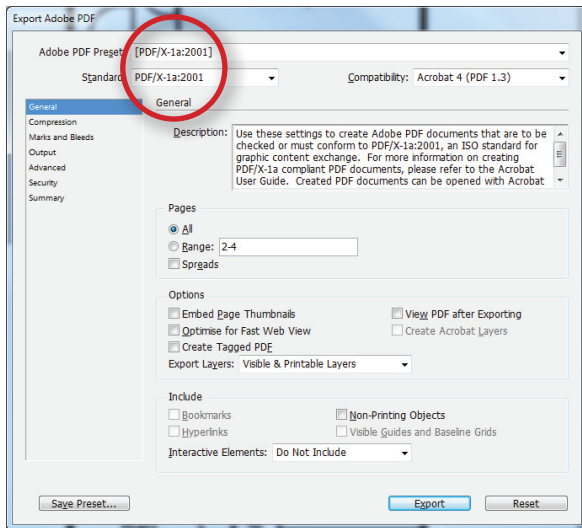 Export Adobe PDF
Adobe PDF Preset: [PDF/X-1a:2001]
Standard: PDF/X-1a:2001 Compatibility: Acrobat 4 (PDF 1.3)
General
Compression
Marks and Bleeds
Output
Advanced
Security
Summary
General
Description: Use these settings to create Adobe PDF documents that are to be
checked or must conform to PDF/X-1a:2001, an ISO standard for
graphic content exchange. For more information on creating
PDF/X-1a compliant PDF documents, please refer to the Acrobat
User Guide. Created PDF documents can be opened with Acrobat
Pages
All
Range: 2-4
Spreads
Options
Embed Page Thumbnails View PDF after Exporting
Optimise for Fast Web View Create Acrobat Layers
Create Tagged PDF
Export Layers: Visible & Printable Layers
Include
Bookmarks Non-Printing Objects
Hyperlinks Visible Guides and Baseline Grids
Interactive Elements: Do Not Include
Save Preset... Export Reset